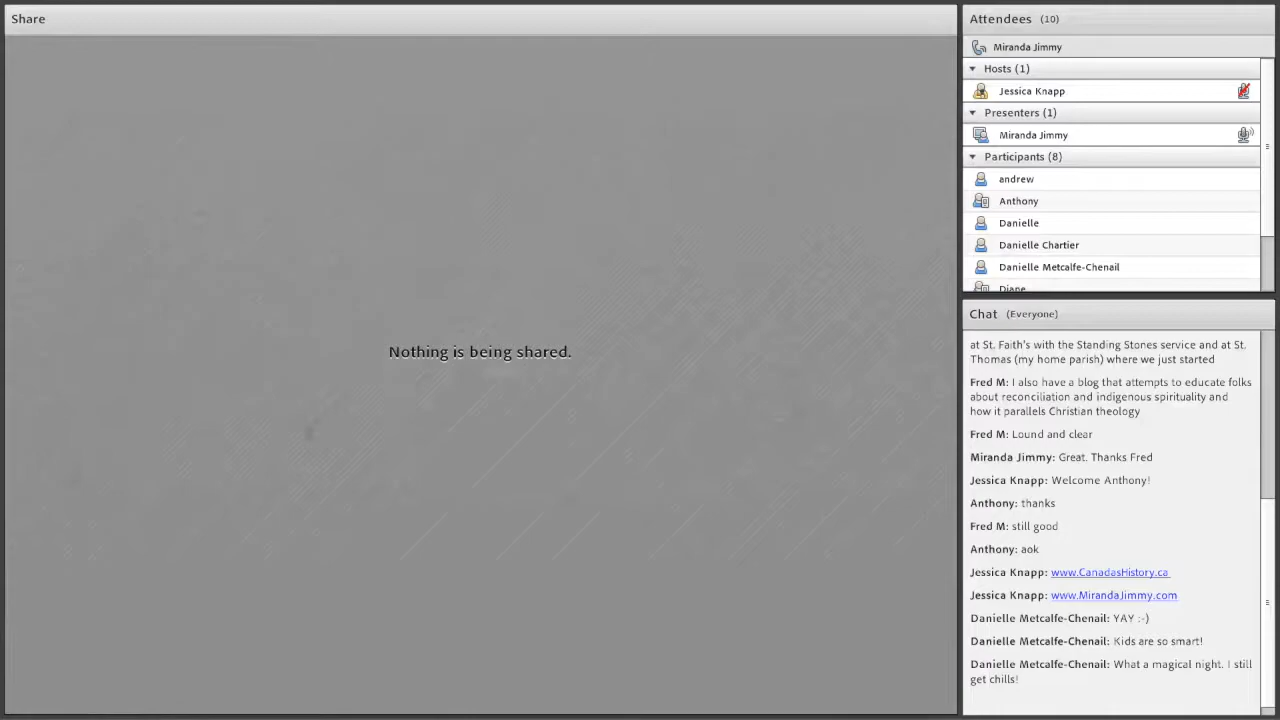 Share
Nothing is being shared.
Attendees (10)
Miranda Jimmy
Hosts (1)
Jessica Knapp
Presenters (1)
Miranda Jimmy
Participants (8)
andrew
Anthony
Danielle
Danielle Chartier
Danielle Metcalfe-Chenail
Diane
Chat (Everyone)
at St. Faith's with the Standing Stones service and at St.
Thomas (my home parish) where we just started
Fred M: I also have a blog that attempts to educate folks
about reconciliation and indigenous spirituality and
how it parallels Christian theology
Fred M: Lound and clear
Miranda Jimmy: Great. Thanks Fred
Jessica Knapp: Welcome Anthony!
Anthony: thanks
Fred M: still good
Anthony: aok
Jessica Knapp: www.CanadasHistory.ca
Jessica Knapp: www.MirandaJimmy.com
Danielle Metcalfe-Chenail: YAY :-)
Danielle Metcalfe-Chenail: Kids are so smart!
Danielle Metcalfe-Chenail: What a magical night. I still
get chills!